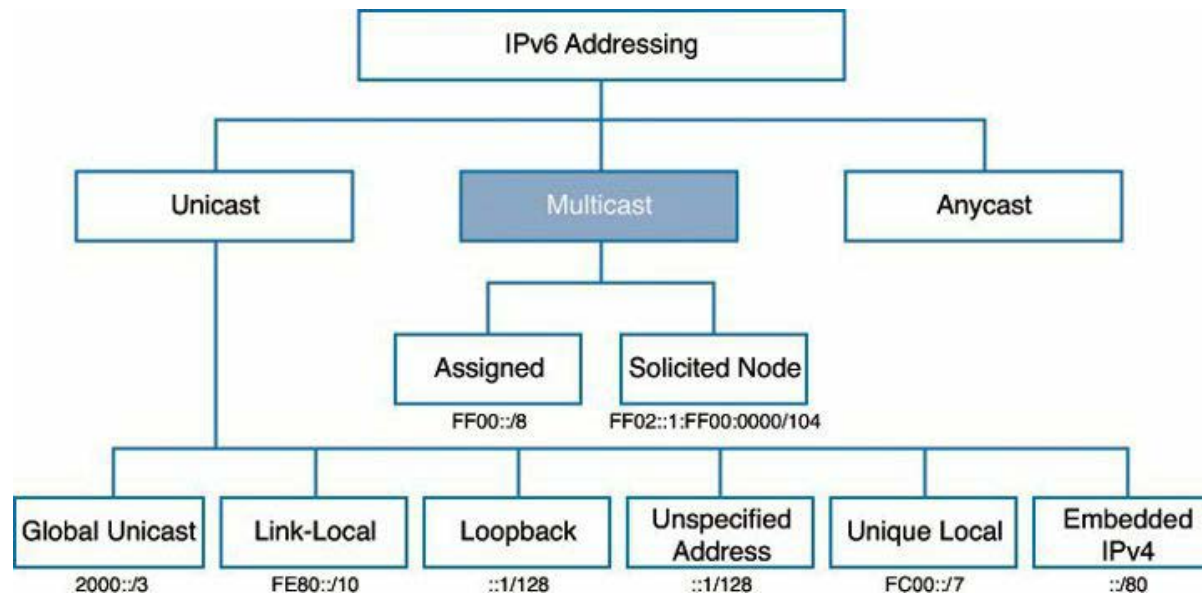 IPv6 Addressing
Unicast
Multicast
Anycast
Assigned
Solicited Node
FF00::/8
FF02::1:FF00:0000/104
Global Unicast
Link-Local
Loopback
Unspecified
Address
Unique Local
Embedded
IPv4
2000::/3
FE80::/10
::1/128
::1/128
FC00::/7
::/80